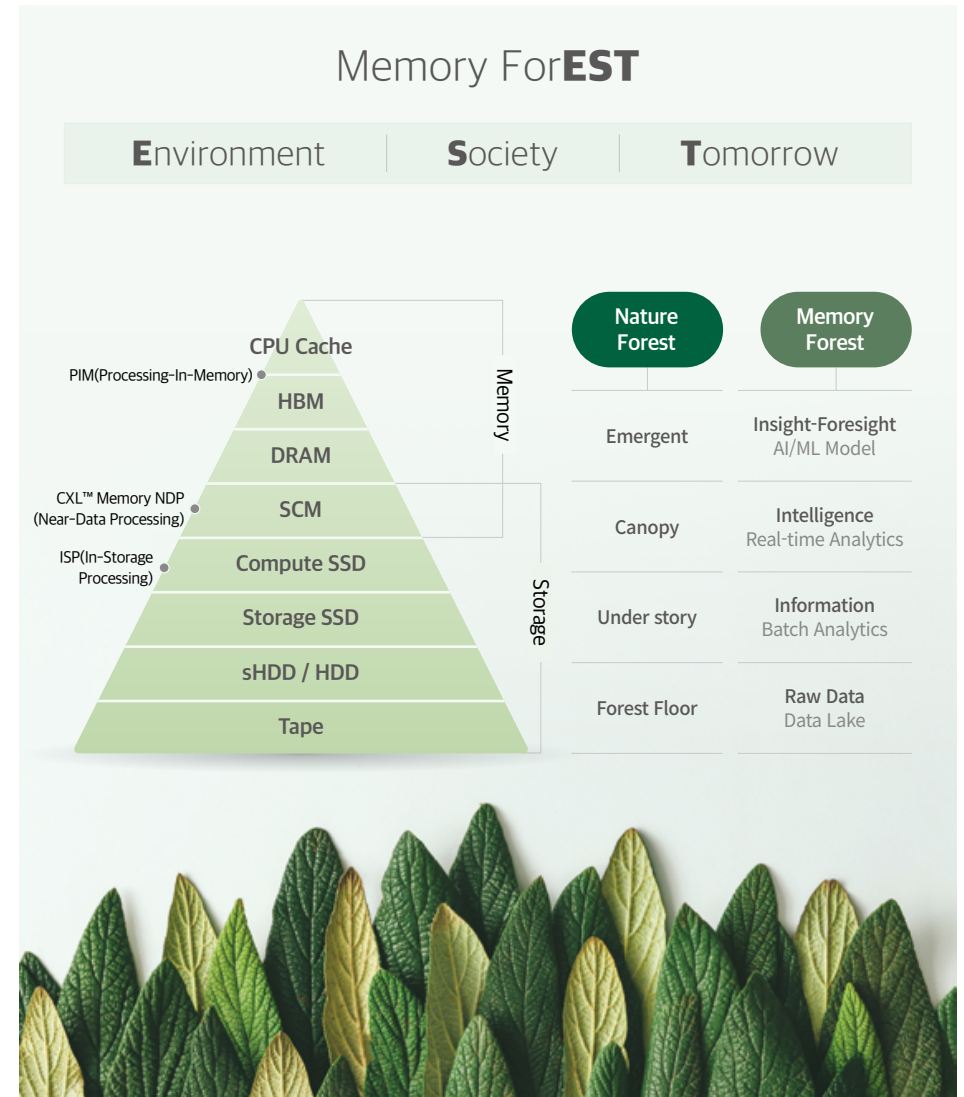 Memory ForEST
Environment
Society
Tomorrow
CPU Cache
PIM(Processing-In-Memory)
HBM
DRAM
CXL™ Memory NDP
(Near-Data Processing)
SCM
ISP(In-Storage
Processing)
Compute SSD
Storage SSD
sHDD / HDD
Tape
Memory
Storage
Nature
Forest
Memory
Forest
Emergent
Insight-Foresight
AI/ML Model
Canopy
Intelligence
Real-time Analytics
Under story
Information
Batch Analytics
Forest Floor
Raw Data
Data Lake